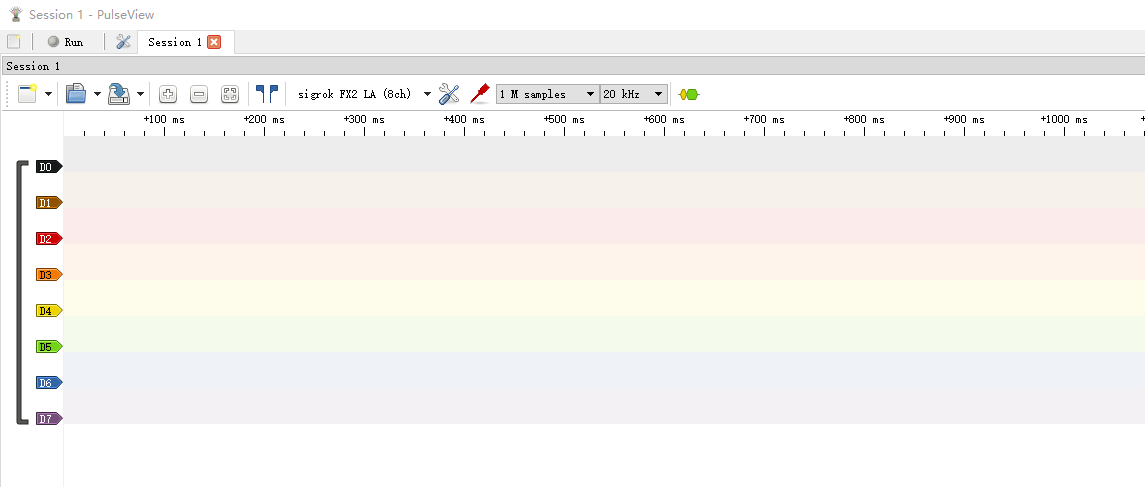 Session 1 - PulseView
Run
Session 1
Session 1
sigrok FX2 LA (8ch) 1 M samples 20 kHz
+100 ms +200 ms +300 ms +400 ms +500 ms +600 ms +700 ms +800 ms +900 ms +1000 ms +
D0
D1
D2
D3
D4
D5
D6
D7